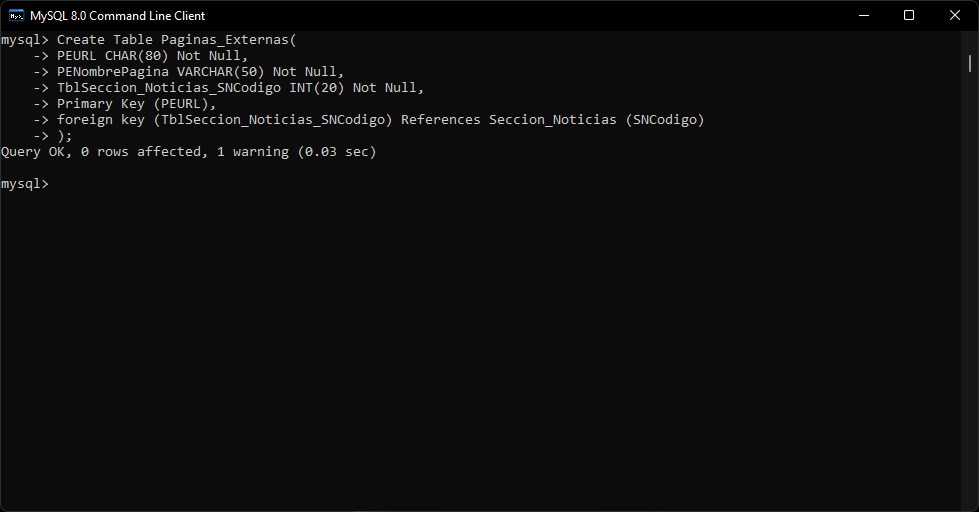 MySQL 8.0 Command Line Client
mysql> Create Table Paginas_Externas(
    -> PEURL CHAR(80) Not Null,
    -> PENombrePagina VARCHAR(50) Not Null,
    -> TblSeccion_Noticias_SNCodigo INT(20) Not Null,
    -> Primary Key (PEURL),
    -> foreign key (TblSeccion_Noticias_SNCodigo) References Seccion_Noticias (SNCodigo)
    -> );
Query OK, 0 rows affected, 1 warning (0.03 sec)
mysql>